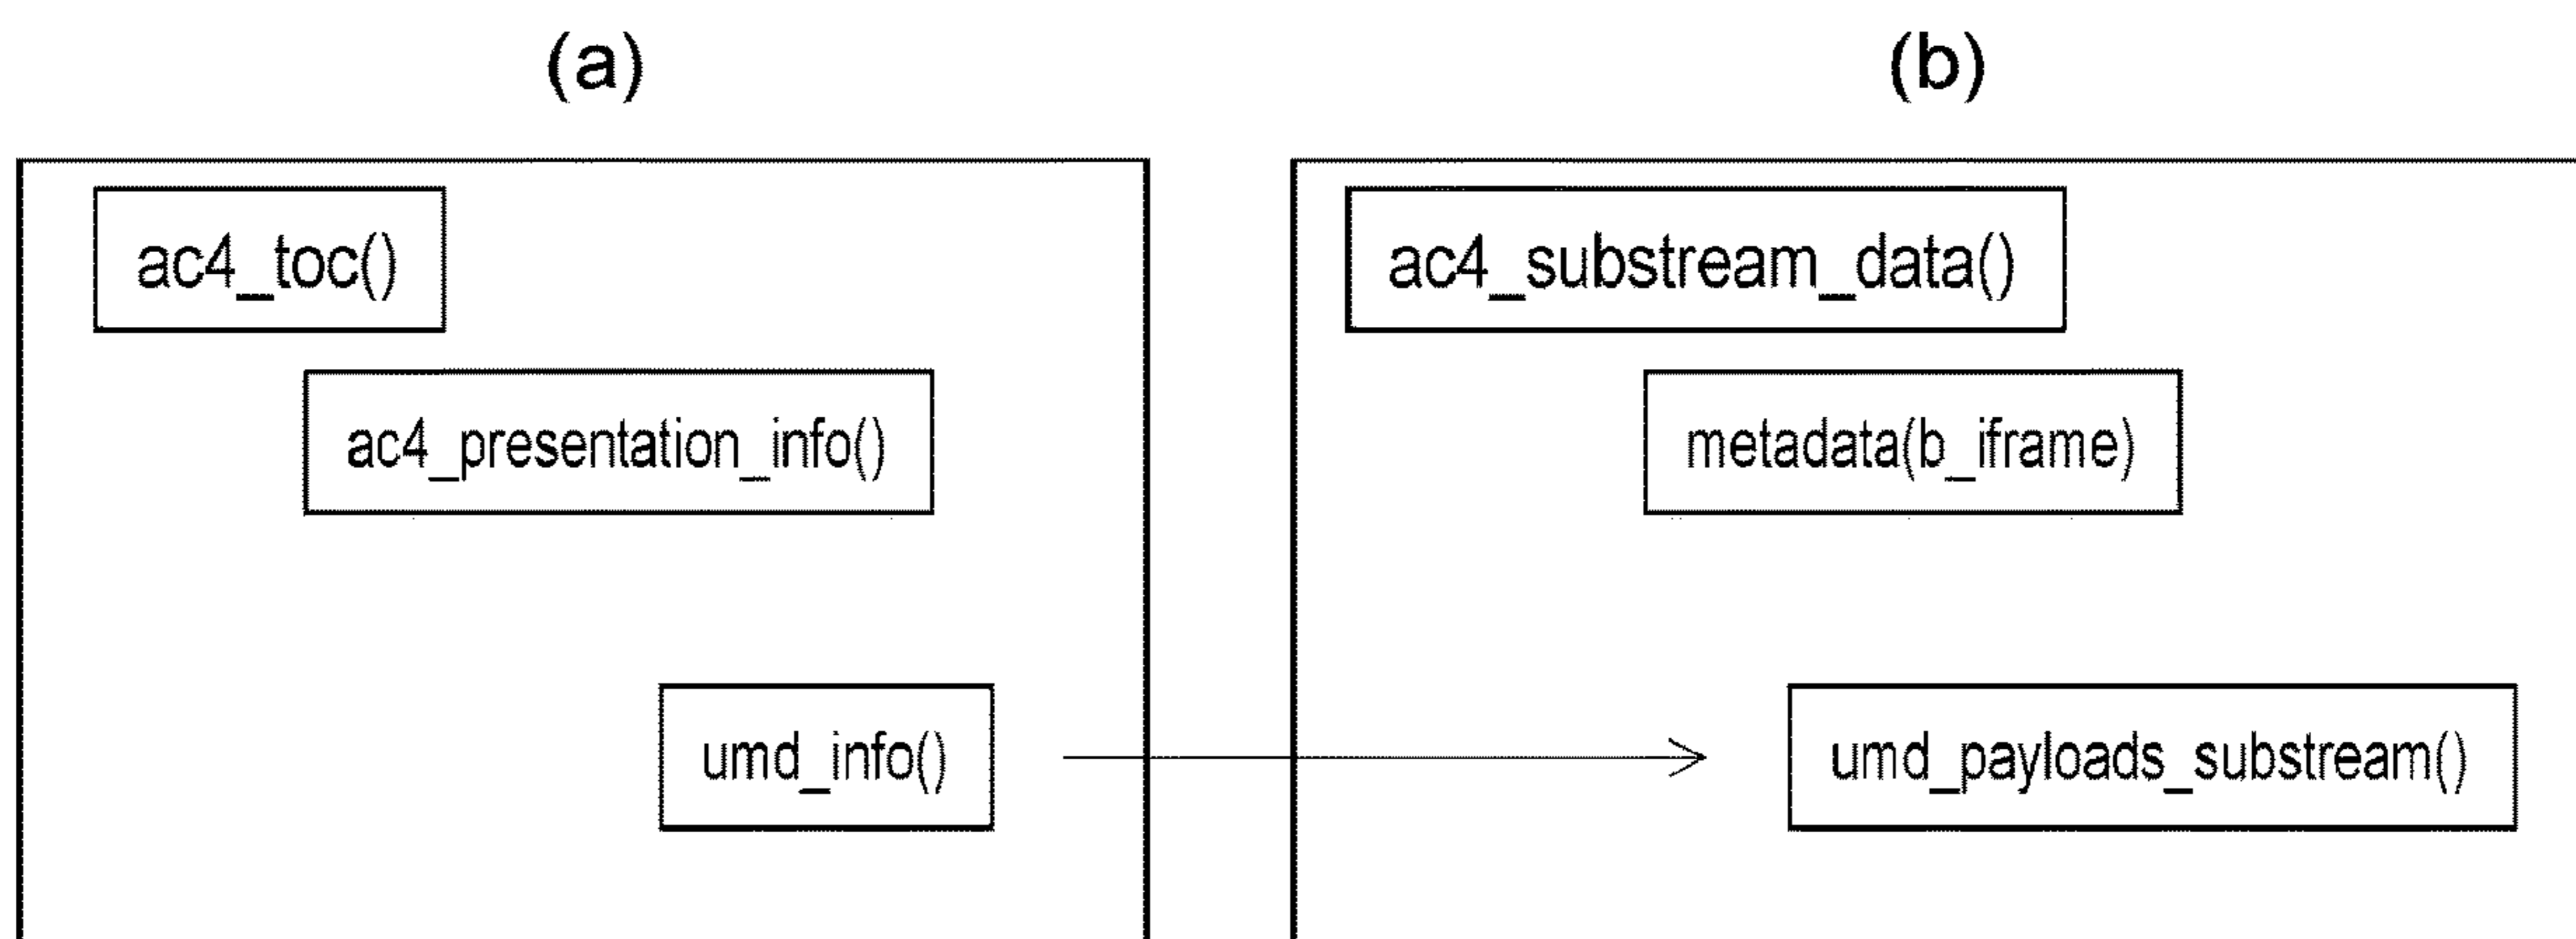 (a)
ac4_toc()
ac4_presentation_info()
umd_info()
(b)
ac4_substream_data()
metadata(b_iframe)
umd_payloads_substream()